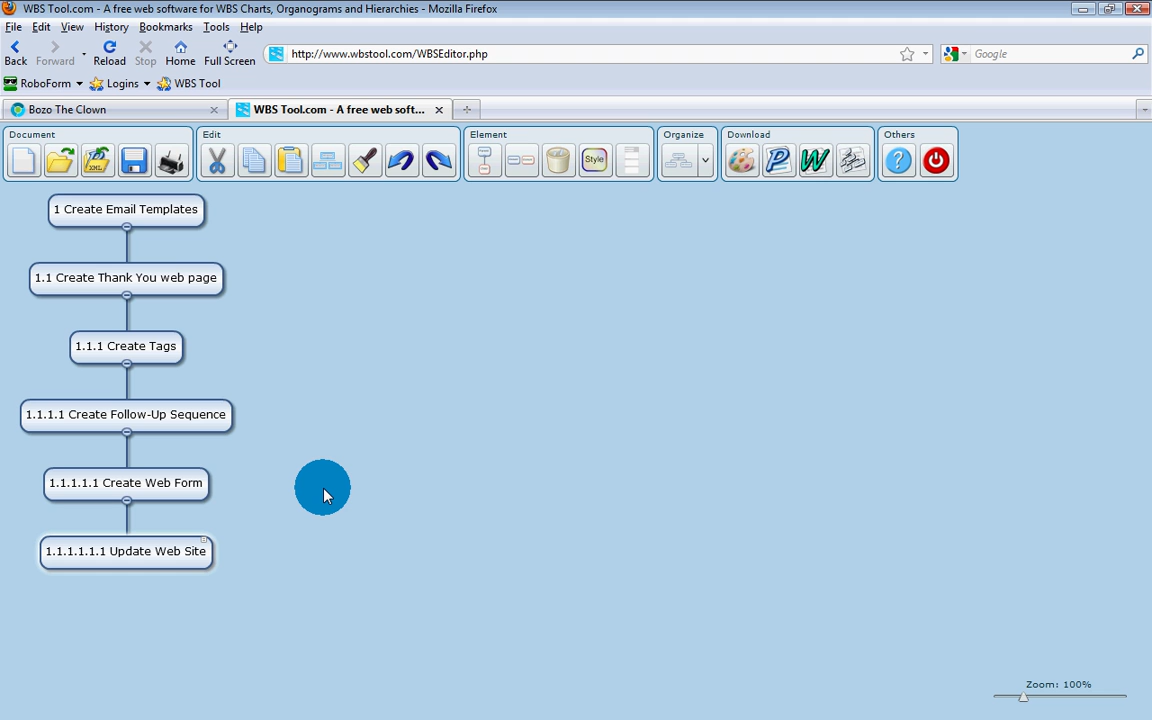 WBS Tool.com - A free web software for WBS Charts, Organograms and Hierarchies - Mozilla Firefox
File Edit View History Bookmarks Tools Help
Back Forward Reload Stop Home Full Screen http://www.wbstool.com/WBSEditor.php Google
RoboForm Logins WBS Tool
Bozo The Clown WBS Tool.com - A free web soft...
Document Edit Element Organize Download Others
Style
1 Create Email Templates
1.1 Create Thank You web page
1.1.1 Create Tags
1.1.1.1 Create Follow-Up Sequence
1.1.1.1.1 Create Web Form
1.1.1.1.1.1 Update Web Site
Zoom: 100%